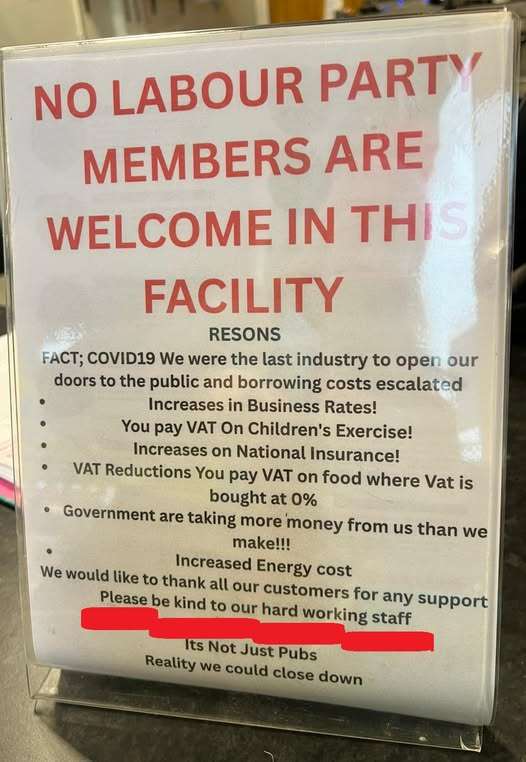 NO LABOUR PARTY
MEMBERS ARE
WELCOME IN THIS
FACILITY
RESONS
FACT; COVID19 We were the last industry to open our
doors to the public and borrowing costs escalated
• Increases in Business Rates!
• You pay VAT On Children's Exercise!
• Increases on National Insurance!
• VAT Reductions You pay VAT on food where Vat is
bought at 0%
• Government are taking more money from us than we
make!!!
• Increased Energy cost
We would like to thank all our customers for any support
Please be kind to our hard working staff
Its Not Just Pubs
Reality we could close down